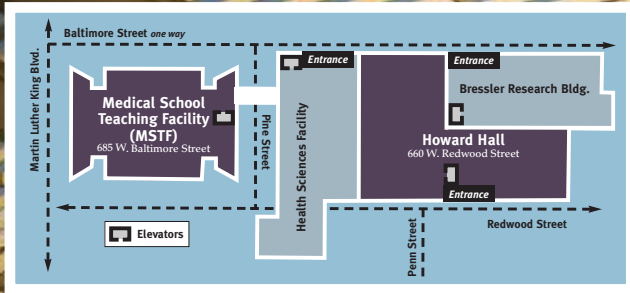 Baltimore Street one way
Martin Luther King Blvd.
Medical School
Teaching Facility
(MSTF)
685 W. Baltimore Street
Pine Street
Entrance
Health Sciences Facility
Entrance
Bressler Research Bldg.
Howard Hall
660 W. Redwood Street
Entrance
Elevators
Penn Street
Redwood Street